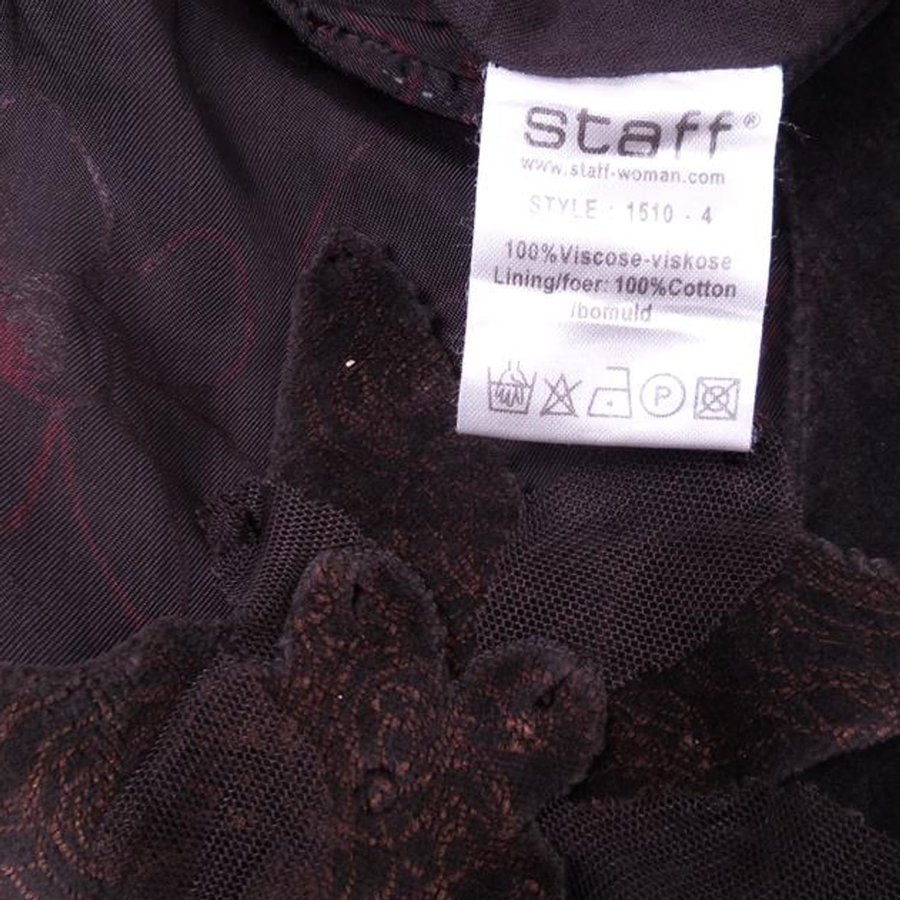 Staff®
www.staff-woman.com
STYLE : 1510 - 4
100%Viscose-viskose
Lining/foer: 100%Cotton
/bomuld
P